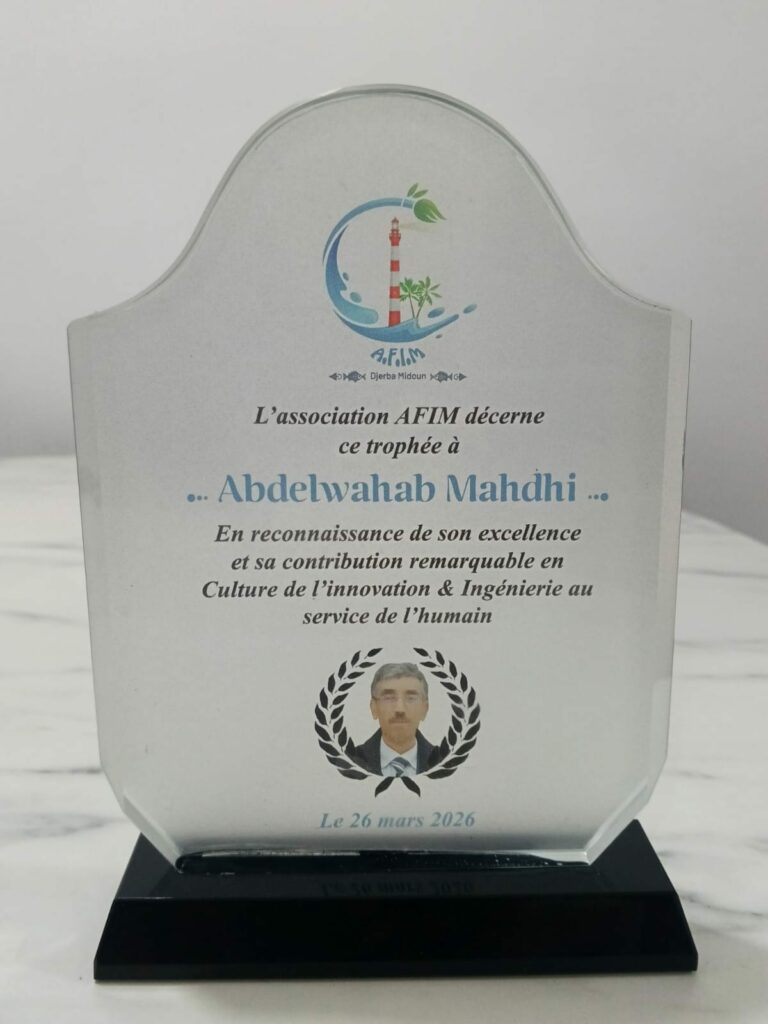 A.F.I.M
Djerba Midoun
L'association AFIM décerne
ce trophée à
... Abdelwahab Mahdhi ...
En reconnaissance de son excellence
et sa contribution remarquable en
Culture de l'innovation & Ingénierie au
service de l'humain
Le 26 mars 2026